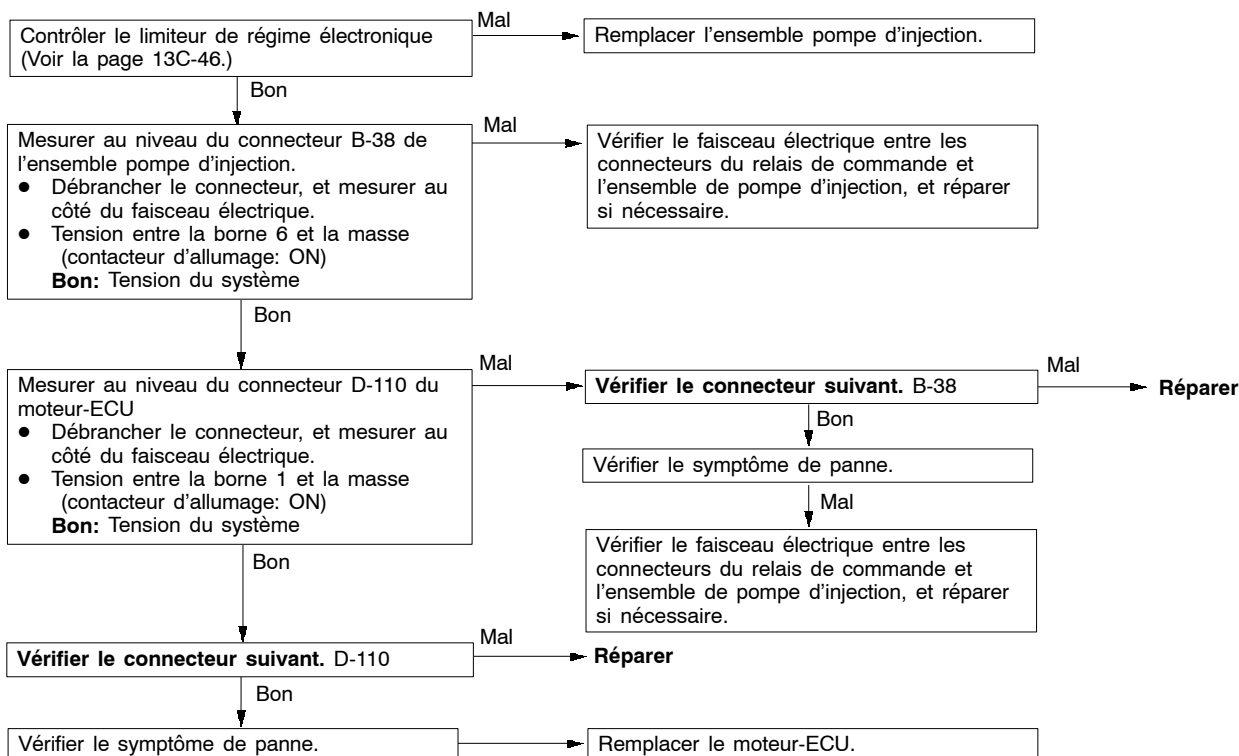 Contrôler le limiteur de régime électronique
(Voir la page 13C-46.)
Mal
Remplacer l'ensemble pompe d'injection.
Bon
Mesurer au niveau du connecteur B-38 de
l'ensemble pompe d'injection.
● Débrancher le connecteur, et mesurer au
côté du faisceau électrique.
● Tension entre la borne 6 et la masse
(contacteur d'allumage: ON)
Bon: Tension du système
Mal
Vérifier le faisceau électrique entre les
connecteurs du relais de commande et
l'ensemble de pompe d'injection, et réparer
si nécessaire.
Bon
Mesurer au niveau du connecteur D-110 du
moteur-ECU
● Débrancher le connecteur, et mesurer au
côté du faisceau électrique.
● Tension entre la borne 1 et la masse
(contacteur d'allumage: ON)
Bon: Tension du système
Mal
Vérifier le connecteur suivant. B-38
Mal
Réparer
Bon
Vérifier le symptôme de panne.
Mal
Vérifier le faisceau électrique entre les
connecteurs du relais de commande et
l'ensemble de pompe d'injection, et réparer
si nécessaire.
Bon
Vérifier le connecteur suivant. D-110
Mal
Réparer
Bon
Vérifier le symptôme de panne.
Remplacer le moteur-ECU.